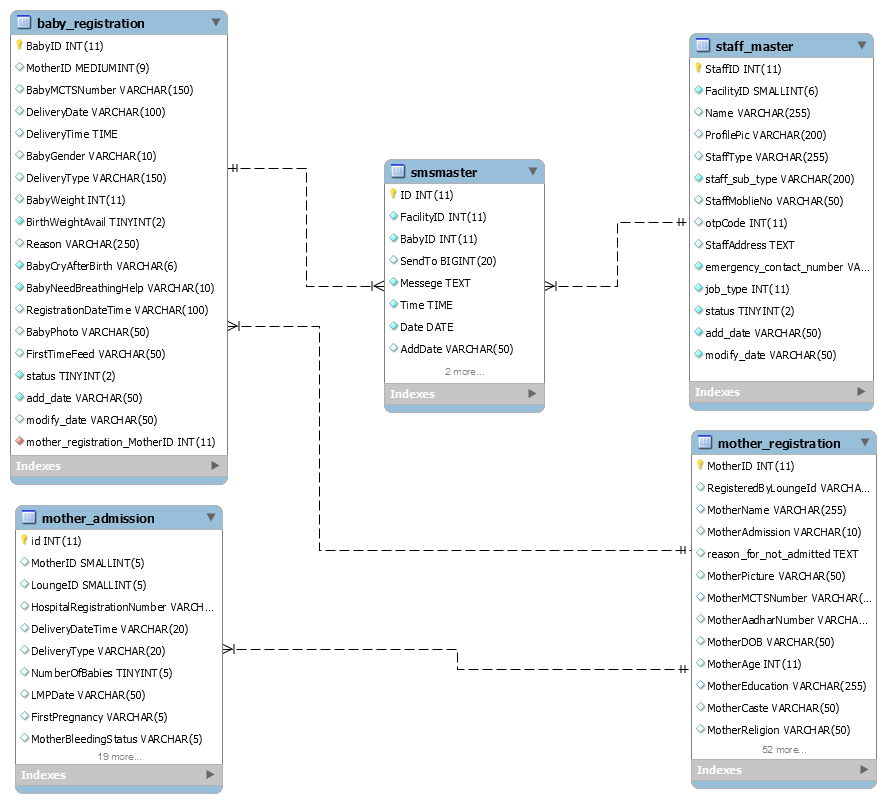 baby_registration
BabyID INT(11)
MotherID MEDIUMINT(9)
BabyMCTSNumber VARCHAR(150)
DeliveryDate VARCHAR(100)
DeliveryTime TIME
BabyGender VARCHAR(10)
DeliveryType VARCHAR(150)
BabyWeight INT(11)
BirthWeightAvail TINYINT(2)
Reason VARCHAR(250)
BabyCryAfterBirth VARCHAR(6)
BabyNeedBreathingHelp VARCHAR(10)
RegistrationDateTime VARCHAR(100)
BabyPhoto VARCHAR(50)
FirstTimeFeed VARCHAR(50)
status TINYINT(2)
add_date VARCHAR(50)
modify_date VARCHAR(50)
mother_registration_MotherID INT(11)
Indexes
smsmaster
ID INT(11)
FacilityID INT(11)
BabyID INT(11)
SendTo BIGINT(20)
Messege TEXT
Time TIME
Date DATE
AddDate VARCHAR(50)
2 more...
Indexes
staff_master
StaffID INT(11)
FacilityID SMALLINT(6)
Name VARCHAR(255)
ProfilePic VARCHAR(200)
StaffType VARCHAR(255)
staff_sub_type VARCHAR(200)
StaffMoblieNo VARCHAR(50)
otpCode INT(11)
StaffAddress TEXT
emergency_contact_number VA...
job_type INT(11)
status TINYINT(2)
add_date VARCHAR(50)
modify_date VARCHAR(50)
Indexes
mother_admission
id INT(11)
MotherID SMALLINT(5)
LoungeID SMALLINT(5)
HospitalRegistrationNumber VARCH...
DeliveryDateTime VARCHAR(20)
DeliveryType VARCHAR(20)
NumberOfBabies TINYINT(5)
LMPDate VARCHAR(50)
FirstPregnancy VARCHAR(5)
MotherBleedingStatus VARCHAR(5)
19 more...
Indexes
mother_registration
MotherID INT(11)
RegisteredByLoungeId VARCHA...
MotherName VARCHAR(255)
MotherAdmission VARCHAR(10)
reason_for_not_admitted TEXT
MotherPicture VARCHAR(50)
MotherMCTSNumber VARCHAR(...
MotherAadharNumber VARCHA...
MotherDOB VARCHAR(50)
MotherAge INT(11)
MotherEducation VARCHAR(255)
MotherCaste VARCHAR(50)
MotherReligion VARCHAR(50)
52 more...
Indexes